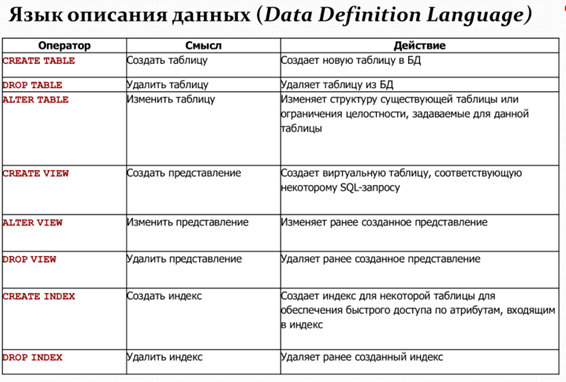 Язык описания данных (Data Definition Language)
Оператор Смысл Действие
CREATE TABLE Создать таблицу Создает новую таблицу в БД
DROP TABLE Удалить таблицу Удаляет таблицу из БД
ALTER TABLE Изменить таблицу Изменяет структуру существующей таблицы или
ограничения целостности, задаваемые для данной
таблицы
CREATE VIEW Создать представление Создает виртуальную таблицу, соответствующую
некоторому SQL-запросу
ALTER VIEW Изменить представление Изменяет ранее созданное представление
DROP VIEW Удалить представление Удаляет ранее созданное представление
CREATE INDEX Создать индекс Создает индекс для некоторой таблицы для
обеспечения быстрого доступа по атрибутам, входящим
в индекс
DROP INDEX Удалить индекс Удаляет ранее созданный индекс